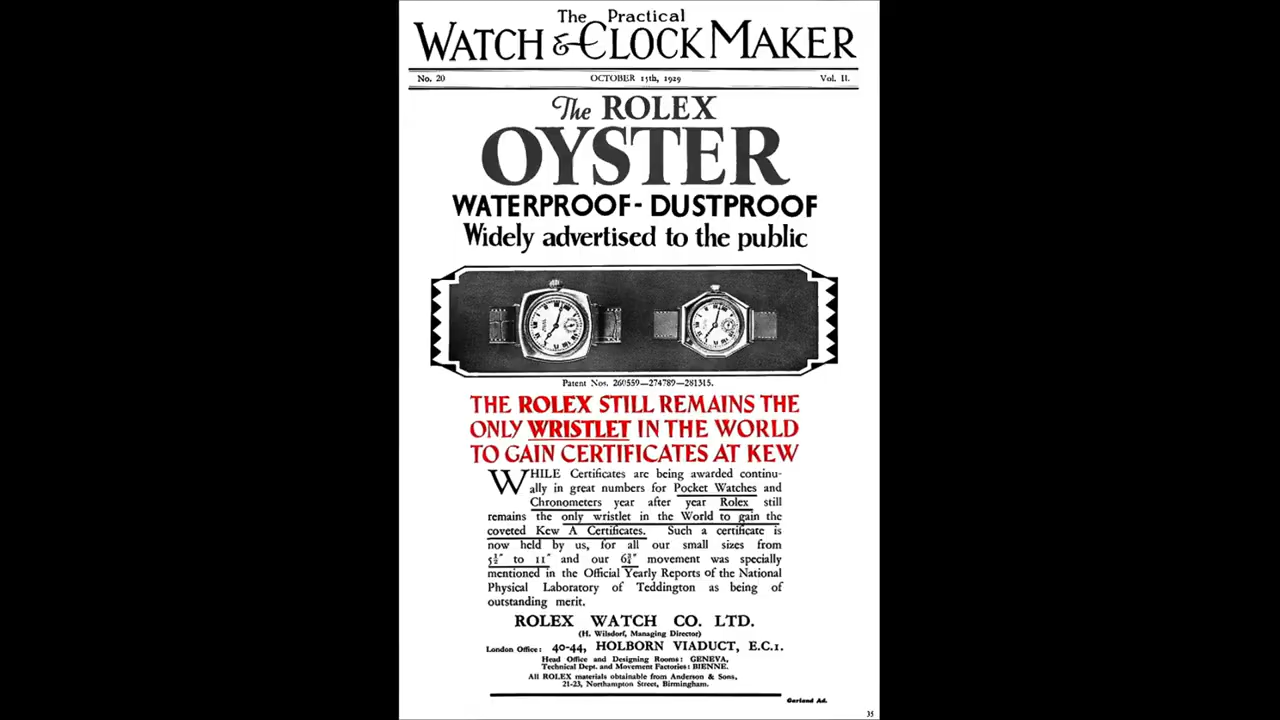 The Practical
WATCH & CLOCK MAKER
No. 20 OCTOBER 15th, 1929 Vol. II.
The ROLEX
OYSTER
WATERPROOF - DUSTPROOF
Widely advertised to the public
Patent Nos. 260559—274789—281315.
THE ROLEX STILL REMAINS THE
ONLY WRISTLET IN THE WORLD
TO GAIN CERTIFICATES AT KEW
WHILE Certificates are being awarded continu-
ally in great numbers for Pocket Watches and
Chronometers year after year Rolex still
remains the only wristlet in the World to gain the
coveted Kew A Certificates. Such a certificate is
now held by us, for all our small sizes from
5½″ to 11″ and our 6¾″ movement was specially
mentioned in the Official Yearly Reports of the National
Physical Laboratory of Teddington as being of
outstanding merit.
ROLEX WATCH CO. LTD.
(H. Wilsdorf, Managing Director)
London Office: 40-44, HOLBORN VIADUCT, E.C.1.
Head Office and Designing Rooms: GENEVA,
Technical Dept. and Movement Factories: BIENNE.
All ROLEX materials obtainable from Anderson & Sons,
21-23, Northampton Street, Birmingham.
Garland Ad.
35